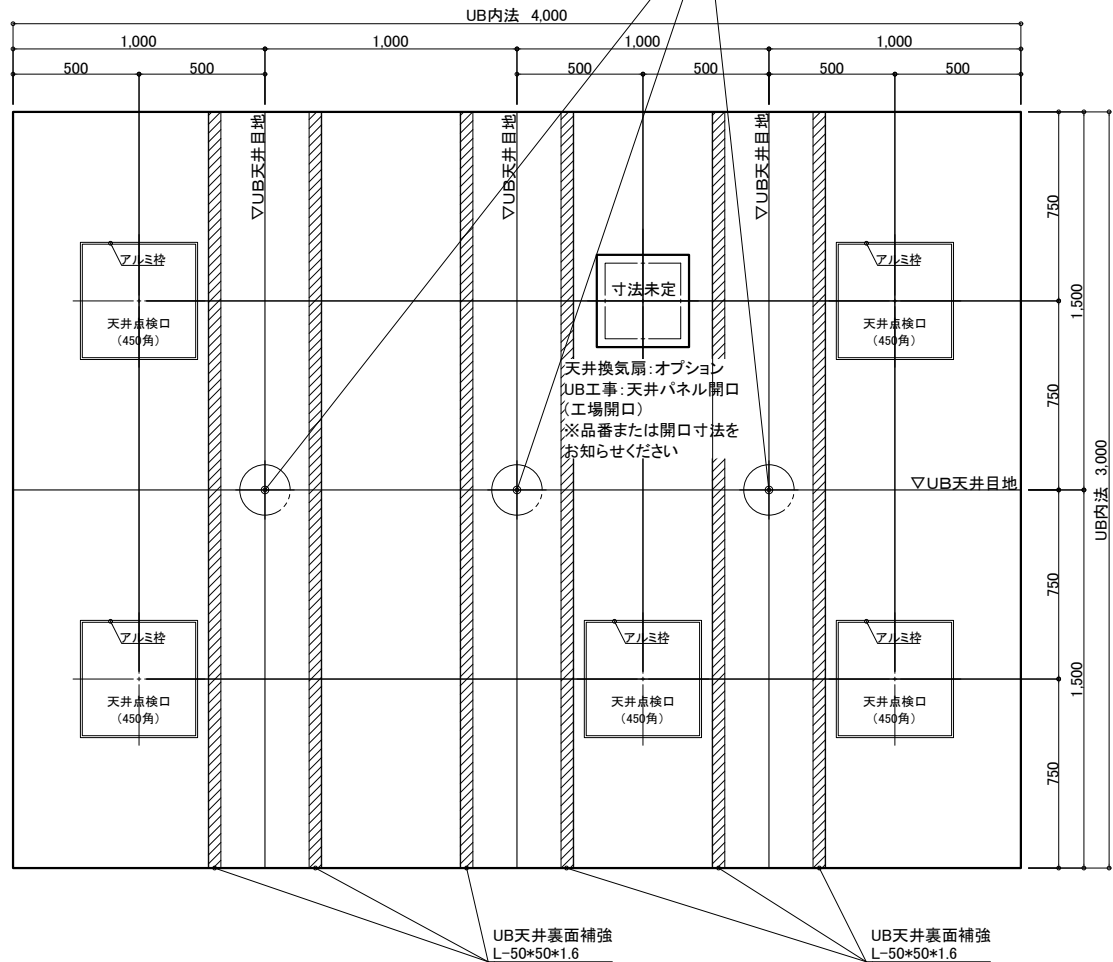 UB内法 4,000
1,000 1,000 1,000 1,000
500 500 500 500 500 500
▽UB天井目地
▽UB天井目地
▽UB天井目地
750
アルミ枠
天井点検口
(450角)
寸法未定
アルミ枠
天井点検口
(450角)
1,500
天井換気扇:オプション
UB工事:天井パネル開口
(工場開口)
※品番または開口寸法を
お知らせください
750
▽UB天井目地
UB内法 3,000
750
アルミ枠
天井点検口
(450角)
アルミ枠
天井点検口
(450角)
アルミ枠
天井点検口
(450角)
1,500
750
UB天井裏面補強
L-50*50*1.6
UB天井裏面補強
L-50*50*1.6